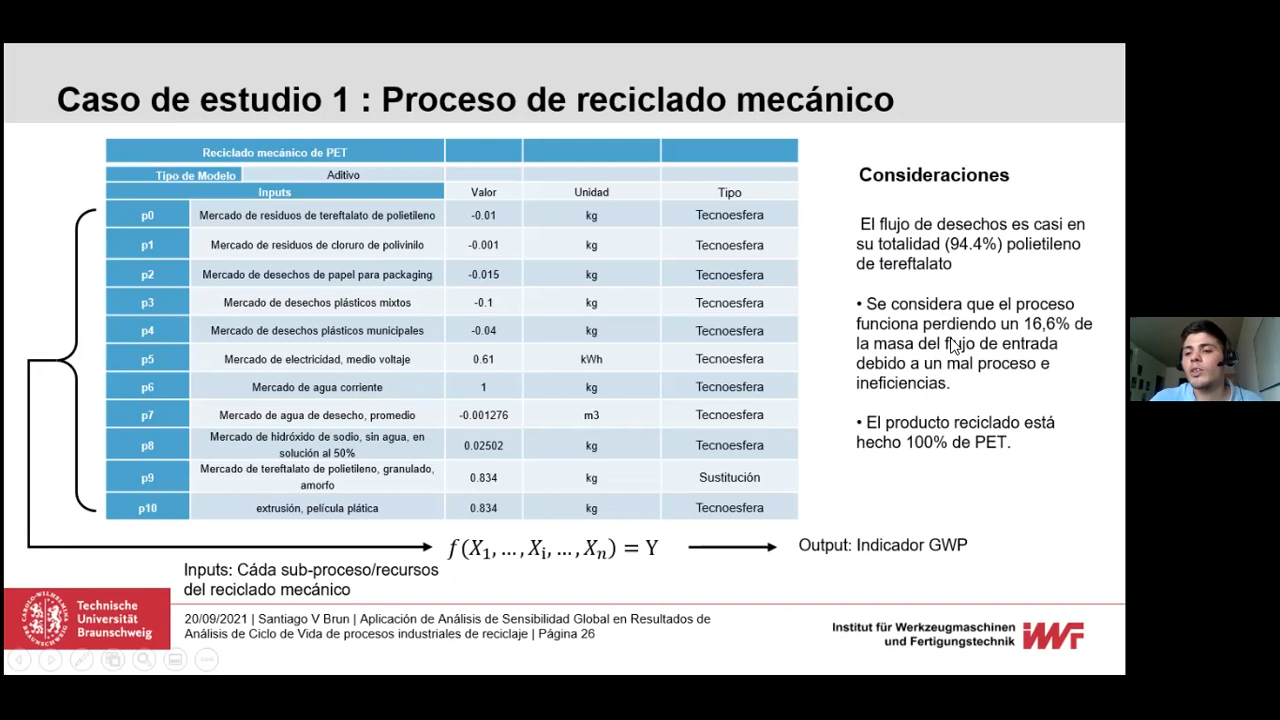 Caso de estudio 1 : Proceso de reciclado mecánico
Reciclado mecánico de PET
Tipo de Modelo Aditivo
Inputs Valor Unidad Tipo
p0 Mercado de residuos de tereftalato de polietileno -0.01 kg Tecnoesfera
p1 Mercado de residuos de cloruro de polivinilo -0.001 kg Tecnoesfera
p2 Mercado de desechos de papel para packaging -0.015 kg Tecnoesfera
p3 Mercado de desechos plásticos mixtos -0.1 kg Tecnoesfera
p4 Mercado de desechos plásticos municipales -0.04 kg Tecnoesfera
p5 Mercado de electricidad, medio voltaje 0.61 kWh Tecnoesfera
p6 Mercado de agua corriente 1 kg Tecnoesfera
p7 Mercado de agua de desecho, promedio -0.001276 m3 Tecnoesfera
p8 Mercado de hidróxido de sodio, sin agua, en
solución al 50% 0.02502 kg Tecnoesfera
p9 Mercado de tereftalato de polietileno, granulado,
amorfo 0.834 kg Sustitución
p10 extrusión, película plática 0.834 kg Tecnoesfera
Consideraciones
El flujo de desechos es casi en
su totalidad (94.4%) polietileno
de tereftalato
• Se considera que el proceso
funciona perdiendo un 16,6% de
la masa del flujo de entrada
debido a un mal proceso e
ineficiencias.
• El producto reciclado está
hecho 100% de PET.
f(X₁, …, Xᵢ, …, Xₙ) = Y
Output: Indicador GWP
Inputs: Cáda sub-proceso/recursos
del reciclado mecánico
Technische
Universität
Braunschweig
20/09/2021 | Santiago V Brun | Aplicación de Análisis de Sensibilidad Global en Resultados de
Análisis de Ciclo de Vida de procesos industriales de reciclaje | Página 26
Institut für Werkzeugmaschinen
und Fertigungstechnik
iWF